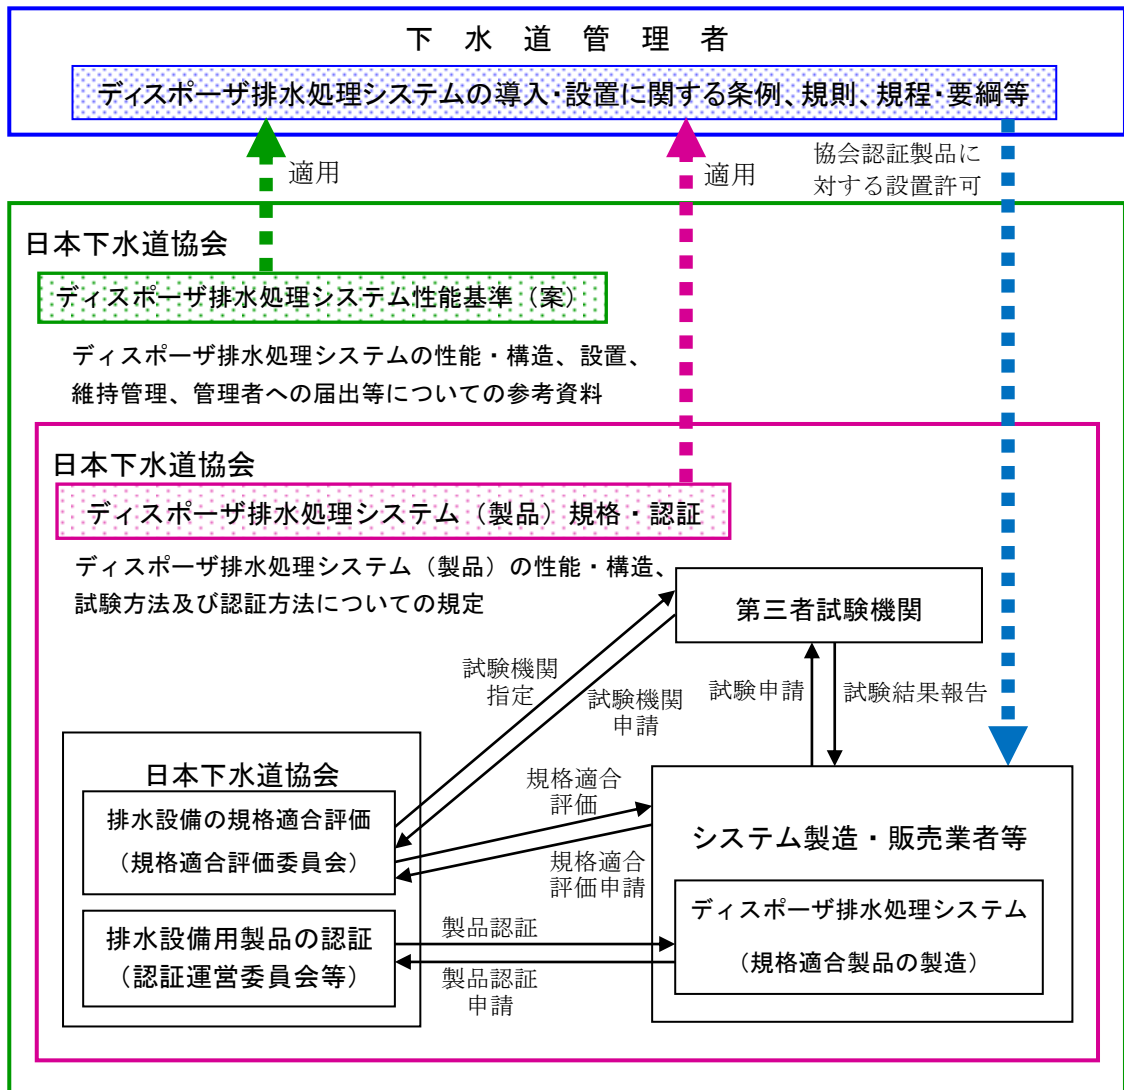 下水道管理者
ディスポーザ排水処理システムの導入・設置に関する条例、規則、規程・要綱等
適用
適用
協会認証製品に
対する設置許可
日本下水道協会
ディスポーザ排水処理システム性能基準（案）
ディスポーザ排水処理システムの性能・構造、設置、
維持管理、管理者への届出等についての参考資料
日本下水道協会
ディスポーザ排水処理システム（製品）規格・認証
ディスポーザ排水処理システム（製品）の性能・構造、
試験方法及び認証方法についての規定
第三者試験機関
試験機関
指定
試験機関
申請
試験申請
試験結果報告
日本下水道協会
排水設備の規格適合評価
（規格適合評価委員会）
規格適合
評価
規格適合
評価申請
システム製造・販売業者等
ディスポーザ排水処理システム
（規格適合製品の製造）
排水設備用製品の認証
（認証運営委員会等）
製品認証
製品認証
申請